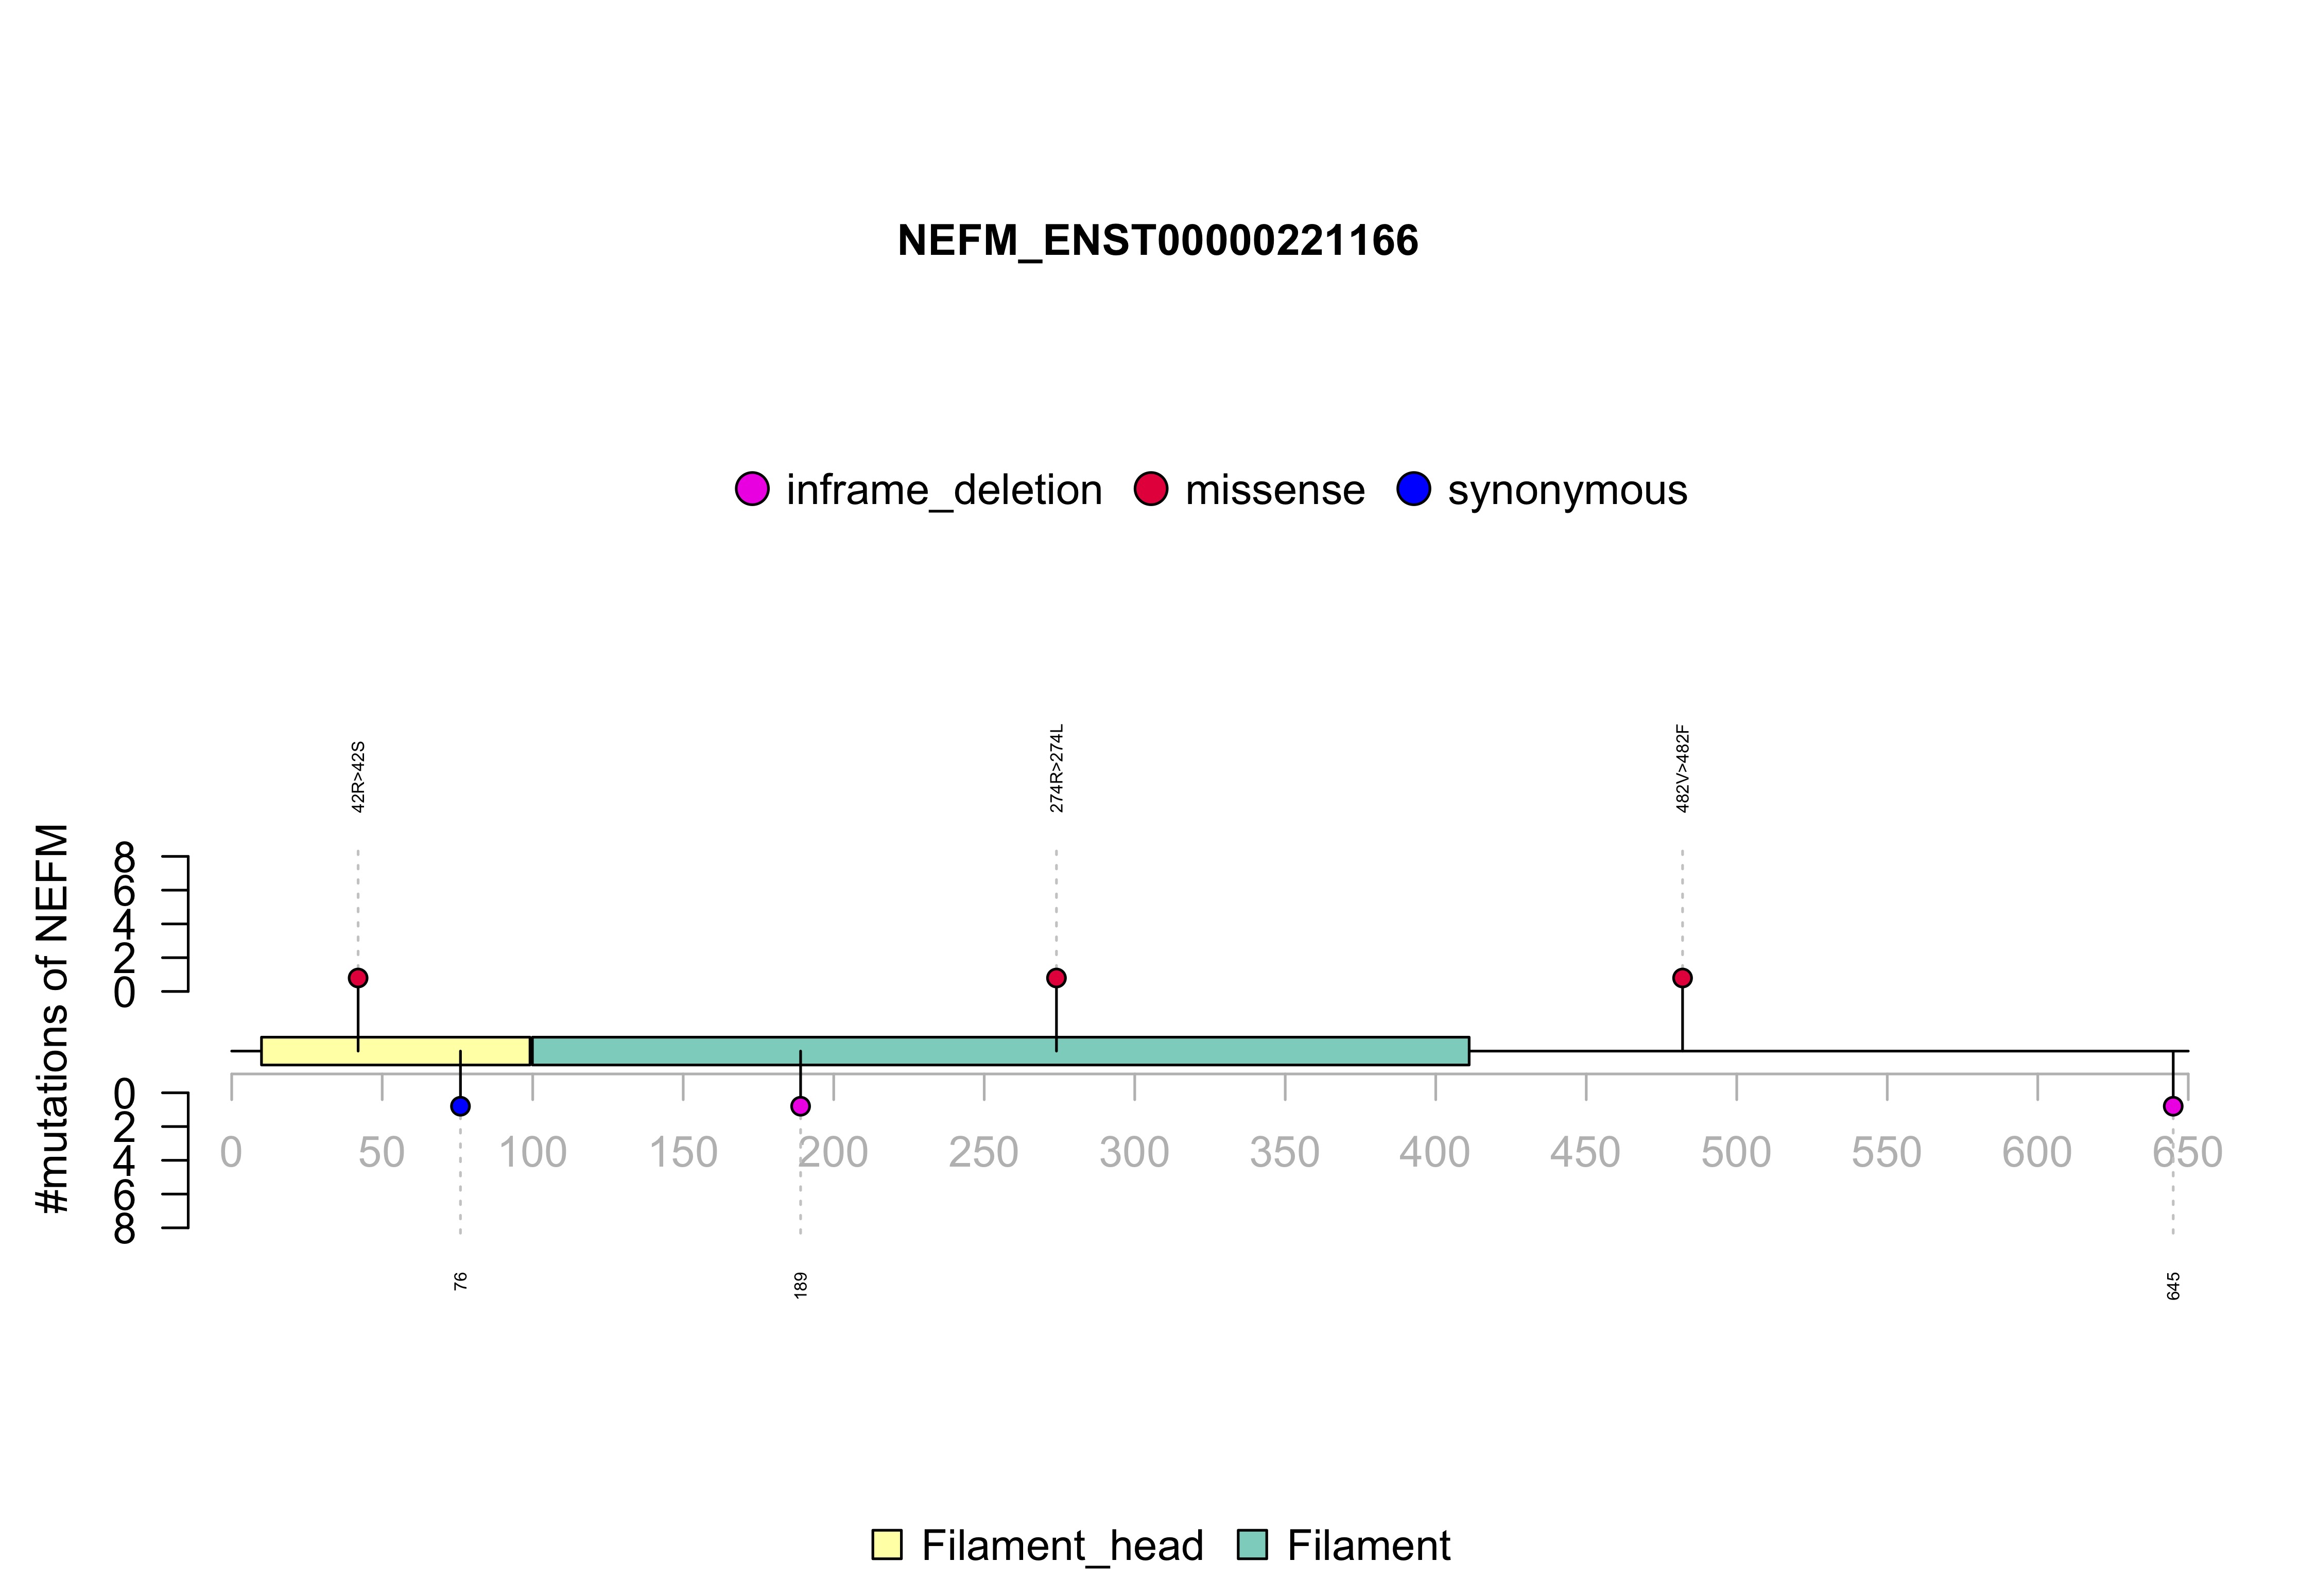 NEFM_ENST00000221166
inframe_deletion missense synonymous
42R>42S
274R>274L
482V>482F
#mutations of NEFM
8
6
4
2
0
0
2
4
6
8
0 50 100 150 200 250 300 350 400 450 500 550 600 650
76
189
645
Filament_head Filament